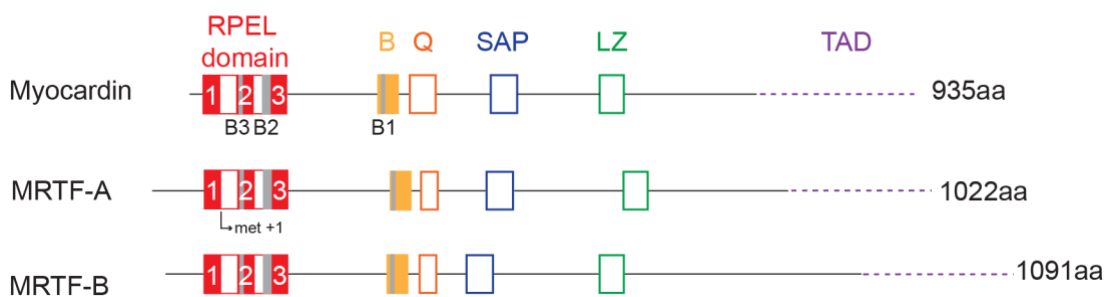 RPEL
domain
B Q SAP LZ TAD
Myocardin 1 2 3 935aa
B3 B2 B1
MRTF-A 1 2 3 1022aa
met +1
MRTF-B 1 2 3 1091aa